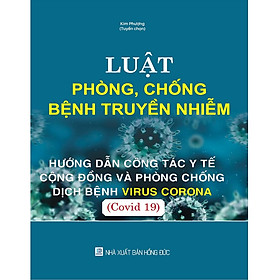 Kim Phượng
(Tuyển chọn)
LUẬT
PHÒNG, CHỐNG
BỆNH TRUYỀN NHIỄM
HƯỚNG DẪN CÔNG TÁC Y TẾ
CỘNG ĐỒNG VÀ PHÒNG CHỐNG
DỊCH BỆNH VIRUS CORONA
(Covid 19)
NHÀ XUẤT BẢN HỒNG ĐỨC